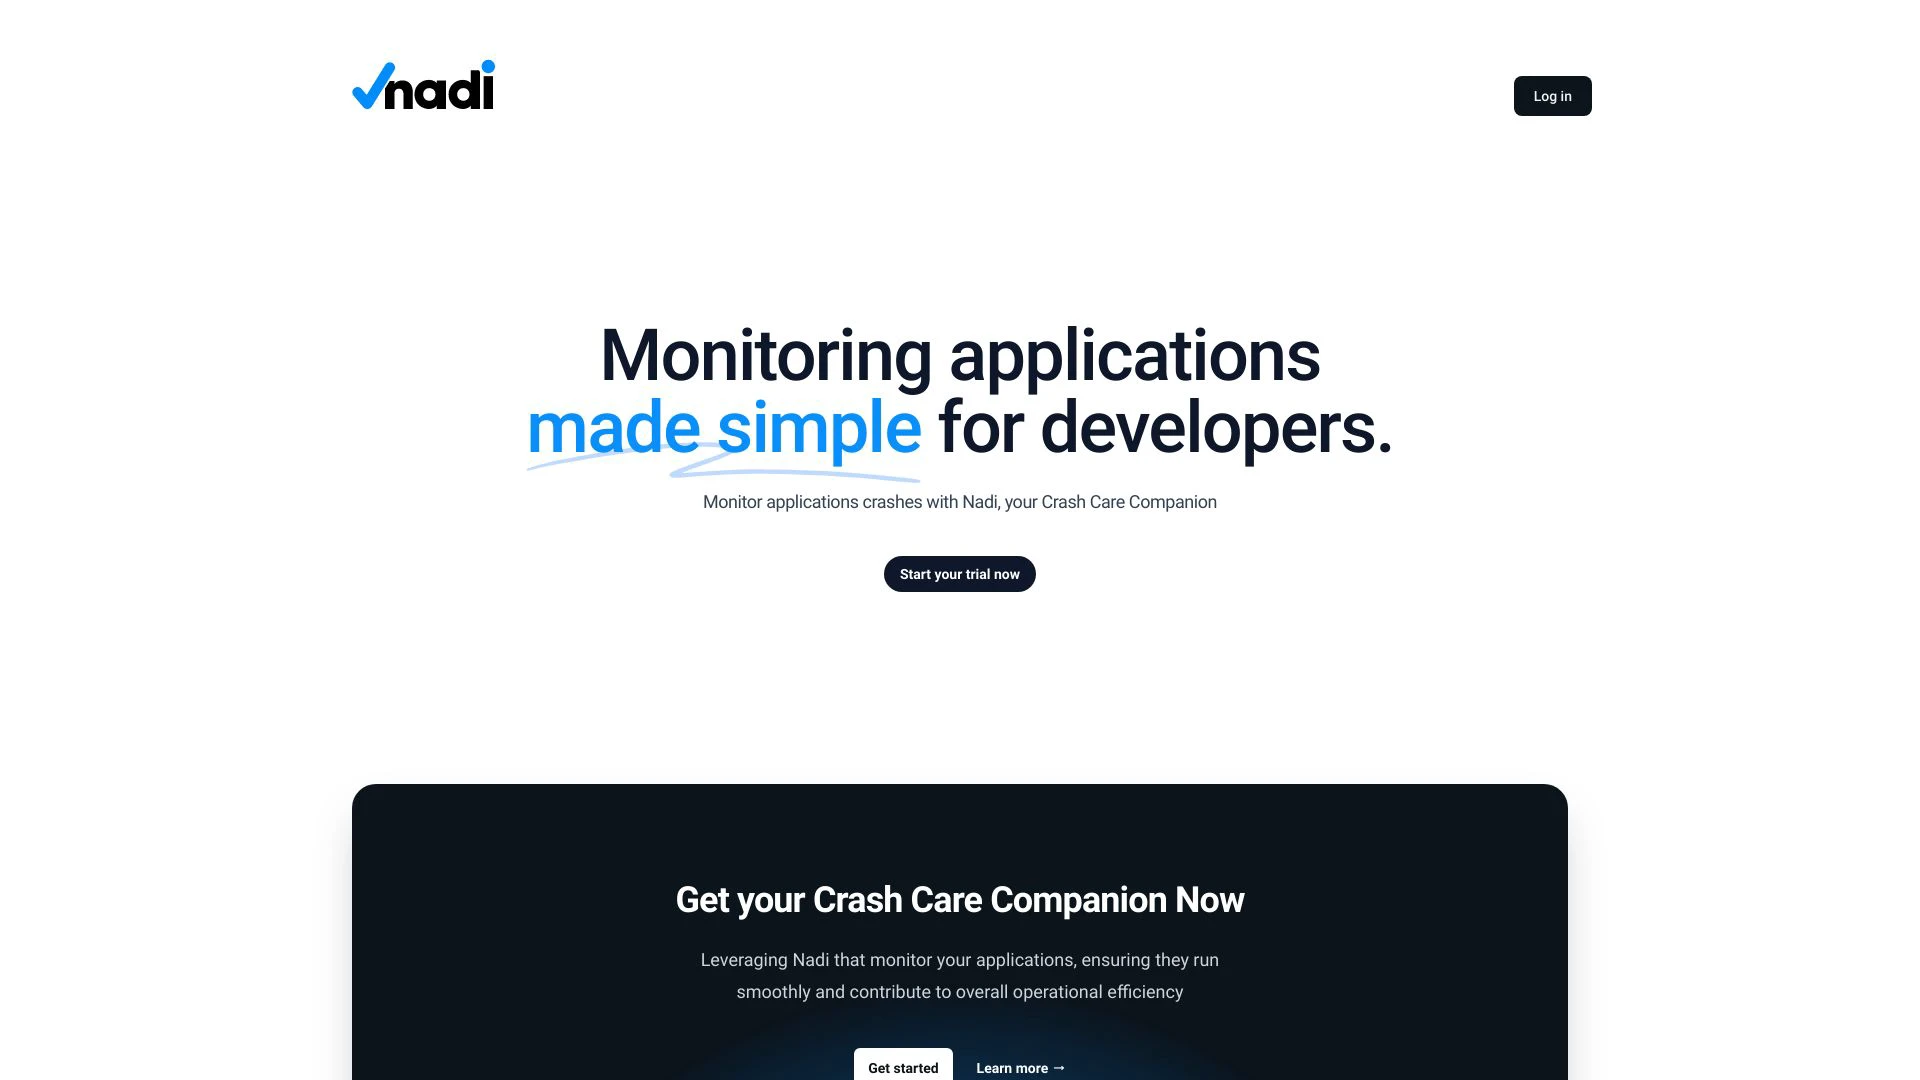 nadi
Log in
Monitoring applications
made simple for developers.
Monitor applications crashes with Nadi, your Crash Care Companion
Start your trial now
Get your Crash Care Companion Now
Leveraging Nadi that monitor your applications, ensuring they run
smoothly and contribute to overall operational efficiency
Get started
Learn more →